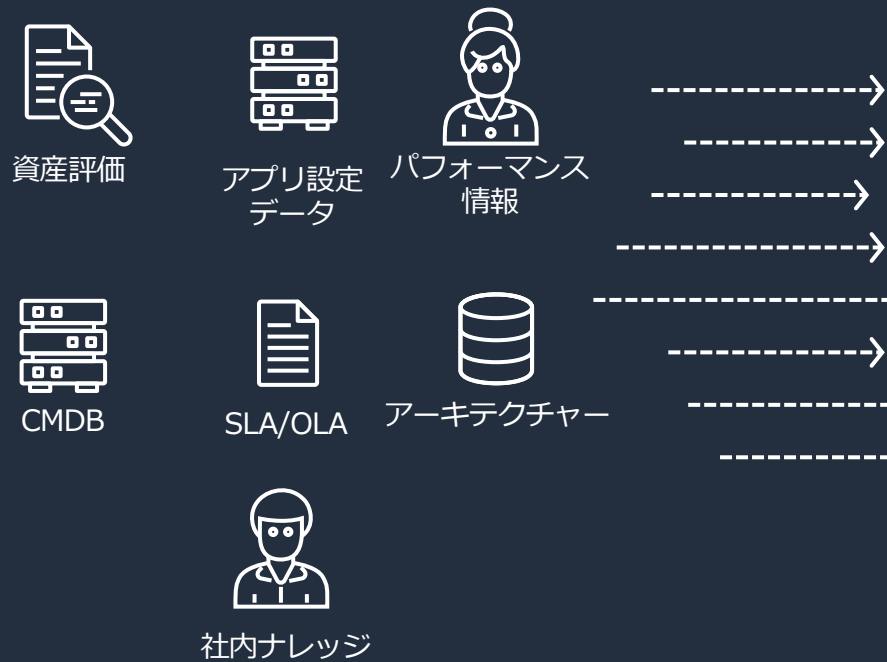 資産評価
アプリ設定
データ
パフォーマンス
情報
CMDB
SLA/OLA
アーキテクチャー
社内ナレッジ